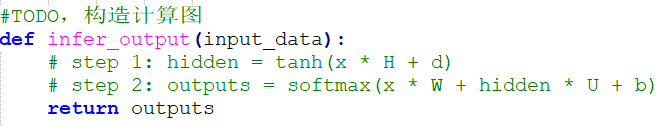 #TODO，构造计算图
def infer_output(input_data):
    # step 1: hidden = tanh(x * H + d)
    # step 2: outputs = softmax(x * W + hidden * U + b)
    return outputs